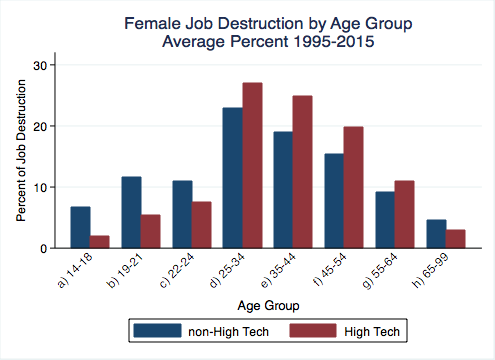 Female Job Destruction by Age Group
Average Percent 1995-2015
Percent of Job Destruction
30
20
10
0
a) 14-18
b) 19-21
c) 22-24
d) 25-34
e) 35-44
f) 45-54
g) 55-64
h) 65-99
Age Group
non-High Tech
High Tech